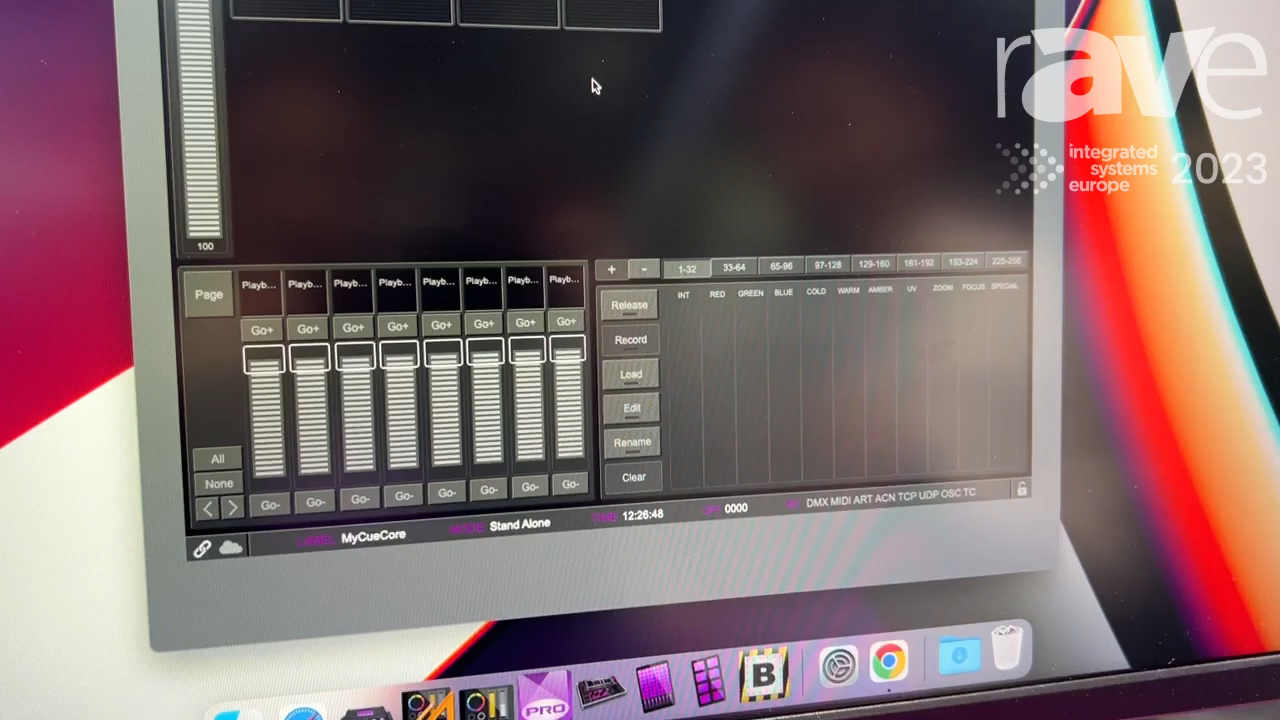 rAVe
integrated
systems
europe
2023
100
Page
Playb... Playb... Playb... Playb... Playb... Playb... Playb... Playb...
Go+ Go+ Go+ Go+ Go+ Go+ Go+ Go+
All
None
< >
Go- Go- Go- Go- Go- Go- Go- Go-
+ - 1-32 33-64 65-96 97-128 129-160 161-192 193-224 225-256
INT RED GREEN BLUE COLD WARM AMBER UV ZOOM FOCUS SPECIAL
Release
Record
Load
Edit
Rename
Clear
LABEL MyCueCore MODE Stand Alone TIME 12:26:48 0000 DMX MIDI ART ACN TCP UDP OSC TC
PRO
B